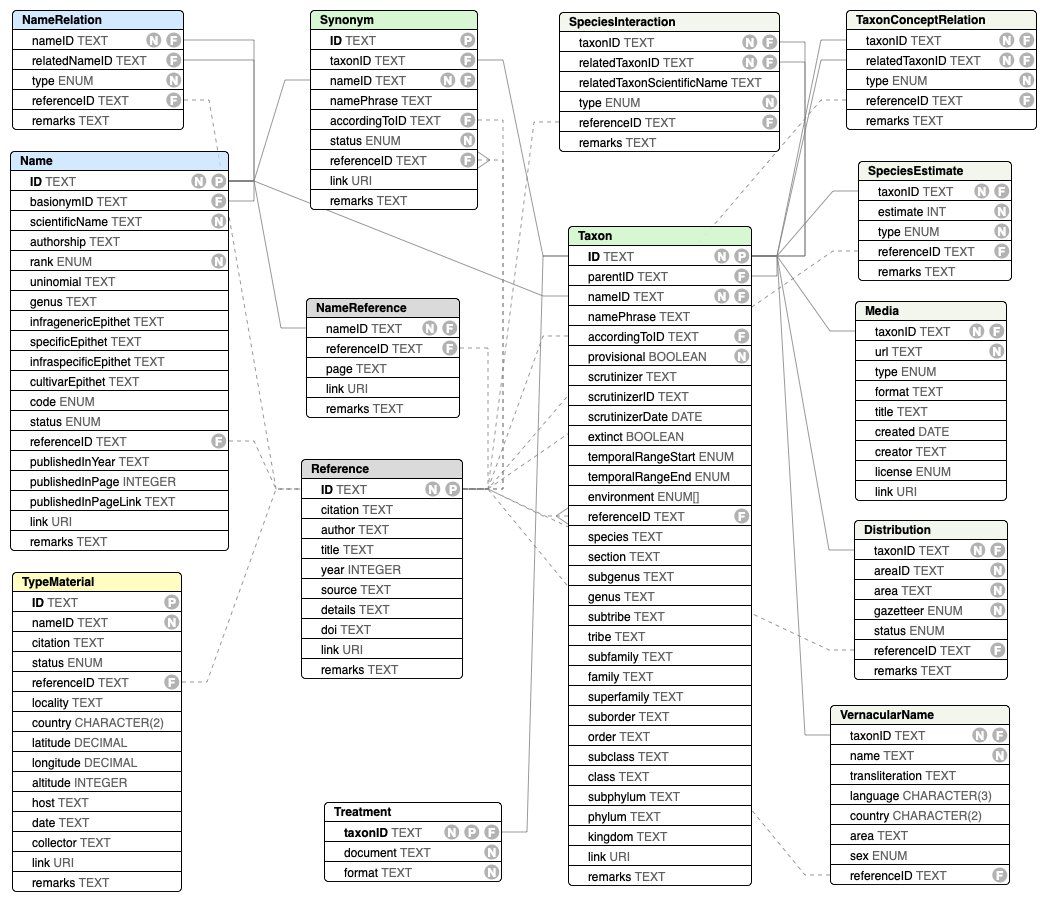 NameRelation
nameID TEXT N F
relatedNameID TEXT F
type ENUM N
referenceID TEXT F
remarks TEXT
Name
ID TEXT N P
basionymID TEXT F
scientificName TEXT N
authorship TEXT
rank ENUM N
uninomial TEXT
genus TEXT
infragenericEpithet TEXT
specificEpithet TEXT
infraspecificEpithet TEXT
cultivarEpithet TEXT
code ENUM
status ENUM
referenceID TEXT F
publishedInYear TEXT
publishedInPage INTEGER
publishedInPageLink TEXT
link URI
remarks TEXT
TypeMaterial
ID TEXT P
nameID TEXT N
citation TEXT
status ENUM
referenceID TEXT F
locality TEXT
country CHARACTER(2)
latitude DECIMAL
longitude DECIMAL
altitude INTEGER
host TEXT
date TEXT
collector TEXT
link URI
remarks TEXT
Synonym
ID TEXT P
taxonID TEXT F
nameID TEXT N F
namePhrase TEXT
accordingToID TEXT F
status ENUM N
referenceID TEXT F
link URI
remarks TEXT
NameReference
nameID TEXT N F
referenceID TEXT F
page TEXT
link URI
remarks TEXT
Reference
ID TEXT N P
citation TEXT
author TEXT
title TEXT
year INTEGER
source TEXT
details TEXT
doi TEXT
link URI
remarks TEXT
Treatment
taxonID TEXT N P F
document TEXT N
format TEXT N
SpeciesInteraction
taxonID TEXT N F
relatedTaxonID TEXT N F
relatedTaxonScientificName TEXT
type ENUM N
referenceID TEXT F
remarks TEXT
Taxon
ID TEXT N P
parentID TEXT F
nameID TEXT N F
namePhrase TEXT
accordingToID TEXT F
provisional BOOLEAN N
scrutinizer TEXT
scrutinizerID TEXT
scrutinizerDate DATE
extinct BOOLEAN
temporalRangeStart ENUM
temporalRangeEnd ENUM
environment ENUM[]
referenceID TEXT F
species TEXT
section TEXT
subgenus TEXT
genus TEXT
subtribe TEXT
tribe TEXT
subfamily TEXT
family TEXT
superfamily TEXT
suborder TEXT
order TEXT
subclass TEXT
class TEXT
subphylum TEXT
phylum TEXT
kingdom TEXT
link URI
remarks TEXT
TaxonConceptRelation
taxonID TEXT N F
relatedTaxonID TEXT N F
type ENUM N
referenceID TEXT F
remarks TEXT
SpeciesEstimate
taxonID TEXT N F
estimate INT N
type ENUM N
referenceID TEXT F
remarks TEXT
Media
taxonID TEXT N F
url TEXT N
type ENUM
format TEXT
title TEXT
created DATE
creator TEXT
license ENUM
link URI
Distribution
taxonID TEXT N F
areaID TEXT N
area TEXT N
gazetteer ENUM N
status ENUM
referenceID TEXT F
remarks TEXT
VernacularName
taxonID TEXT N F
name TEXT N
transliteration TEXT
language CHARACTER(3)
country CHARACTER(2)
area TEXT
sex ENUM
referenceID TEXT F